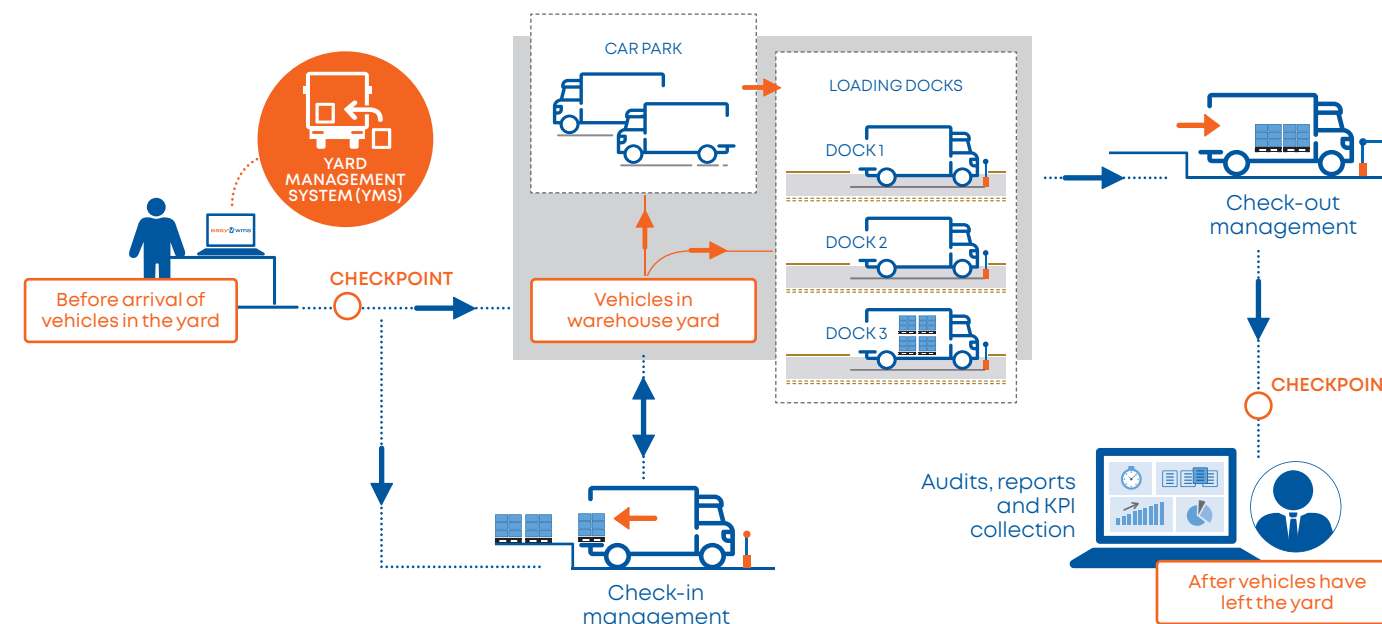 CAR PARK
LOADING DOCKS
YARD
MANAGEMENT
SYSTEM (YMS)
easy wms
DOCK 1
DOCK 2
DOCK 3
CHECKPOINT
Before arrival of
vehicles in the yard
Vehicles in
warehouse yard
Check-out
management
CHECKPOIN
Check-in
management
Audits, reports
and KPI
collection
After vehicles have
left the yard